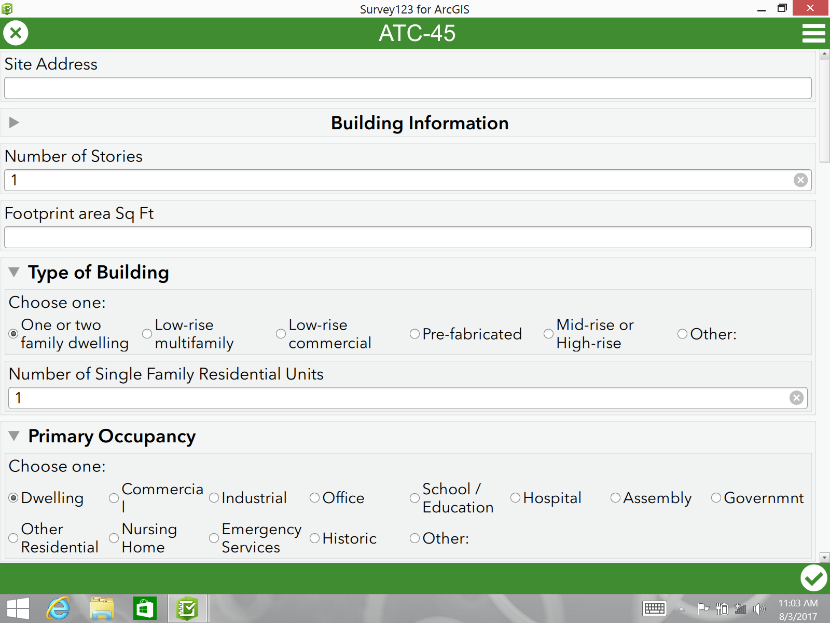 Survey123 for ArcGIS
ATC-45
Site Address
Building Information
Number of Stories
1
Footprint area Sq Ft
Type of Building
Choose one:
One or two family dwelling
Low-rise multifamily
Low-rise commercial
Pre-fabricated
Mid-rise or High-rise
Other:
Number of Single Family Residential Units
1
Primary Occupancy
Choose one:
Dwelling
Commercial
Industrial
Office
School / Education
Hospital
Assembly
Governmnt
Other Residential
Nursing Home
Emergency Services
Historic
Other:
11:03 AM
8/3/2017